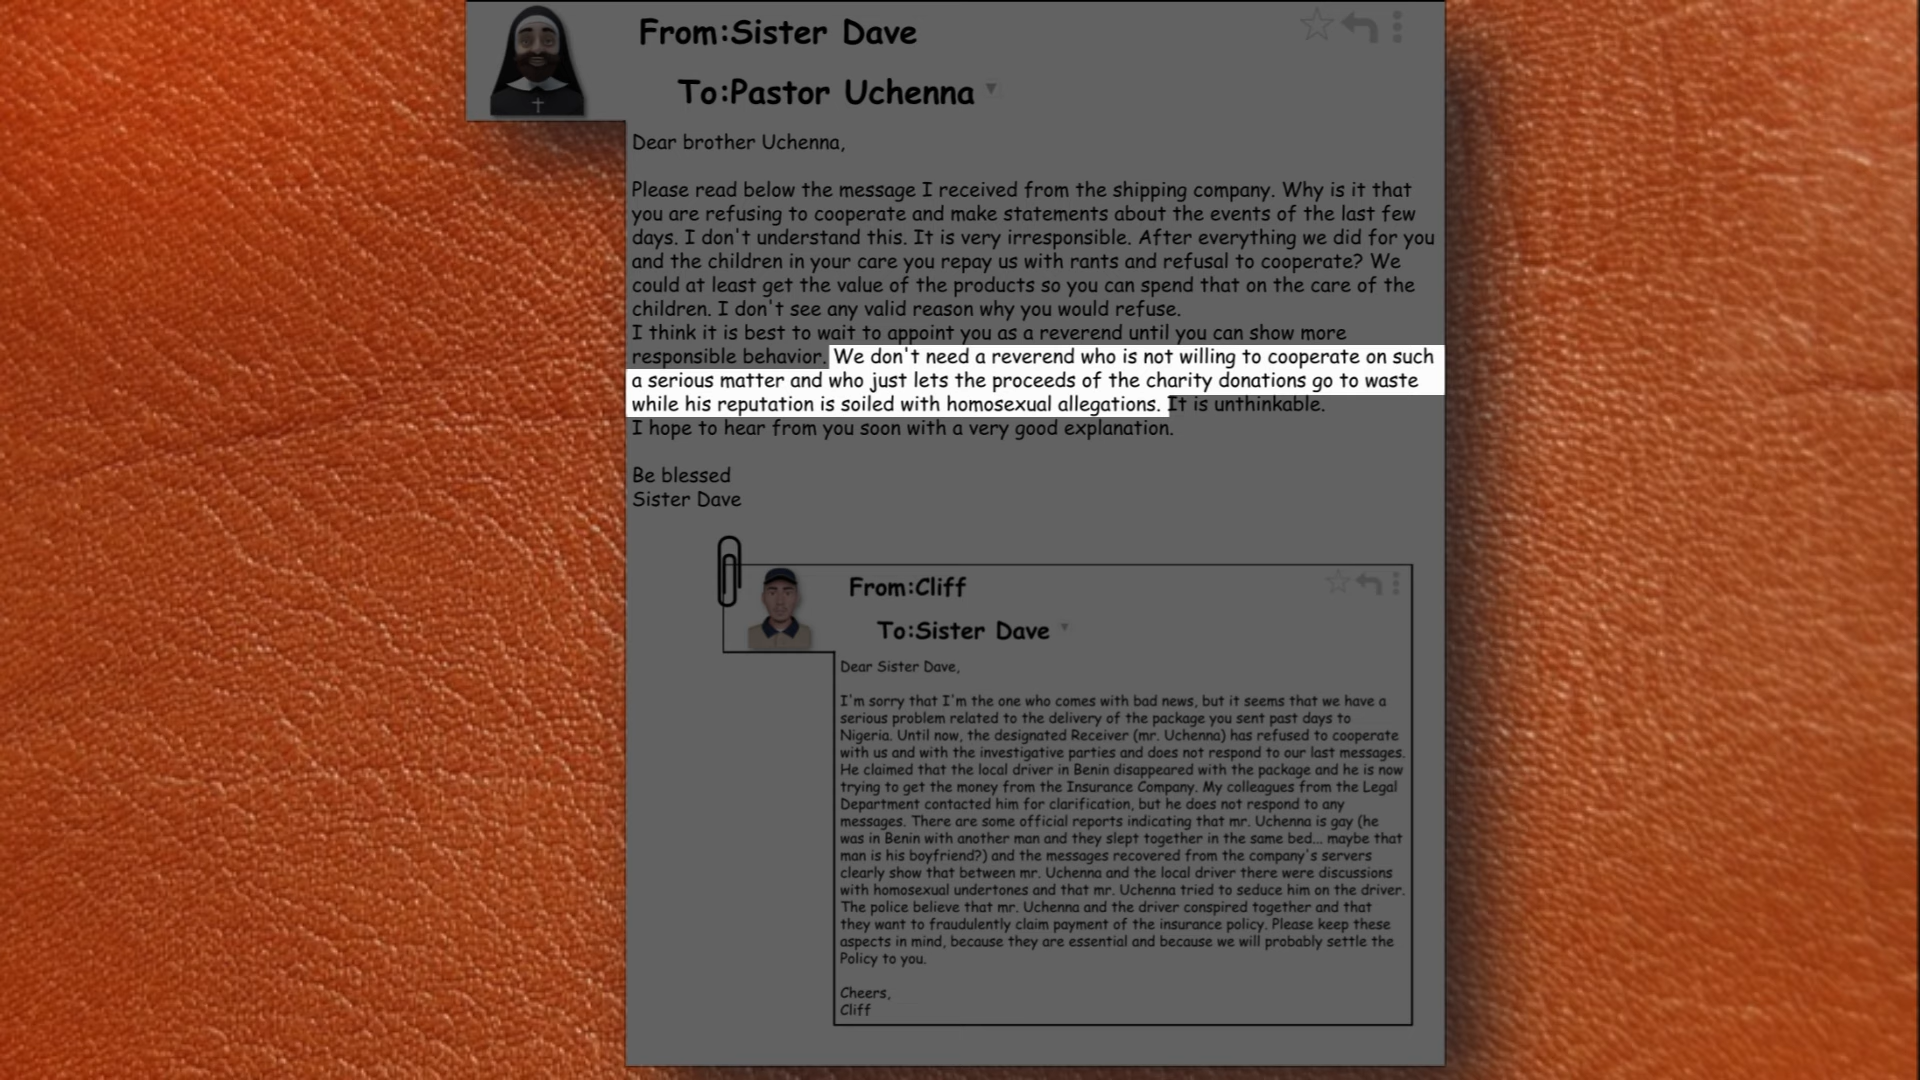 From:Sister Dave
To:Pastor Uchenna
Dear brother Uchenna,
Please read below the message I received from the shipping company. Why is it that
you are refusing to cooperate and make statements about the events of the last few
days. I don't understand this. It is very irresponsible. After everything we did for you
and the children in your care you repay us with rants and refusal to cooperate? We
could at least get the value of the products so you can spend that on the care of the
children. I don't see any valid reason why you would refuse.
I think it is best to wait to appoint you as a reverend until you can show more
responsible behavior. We don't need a reverend who is not willing to cooperate on such
a serious matter and who just lets the proceeds of the charity donations go to waste
while his reputation is soiled with homosexual allegations. It is unthinkable.
I hope to hear from you soon with a very good explanation.
Be blessed
Sister Dave
From:Cliff
To:Sister Dave
Dear Sister Dave,
I'm sorry that I'm the one who comes with bad news, but it seems that we have a
serious problem related to the delivery of the package you sent past days to
Nigeria. Until now, the designated Receiver (mr. Uchenna) has refused to cooperate
with us and with the investigative parties and does not respond to our last messages.
He claimed that the local driver in Benin disappeared with the package and he is now
trying to get the money from the Insurance Company. My colleagues from the Legal
Department contacted him for clarification, but he does not respond to any
messages. There are some official reports indicating that mr. Uchenna is gay (he
was in Benin with another man and they slept together in the same bed... maybe that
man is his boyfriend?) and the messages recovered from the company's servers
clearly show that between mr. Uchenna and the local driver there were discussions
with homosexual undertones and that mr. Uchenna tried to seduce him on the driver.
The police believe that mr. Uchenna and the driver conspired together and that
they want to fraudulently claim payment of the insurance policy. Please keep these
aspects in mind, because they are essential and because we will probably settle the
Policy to you.
Cheers,
Cliff